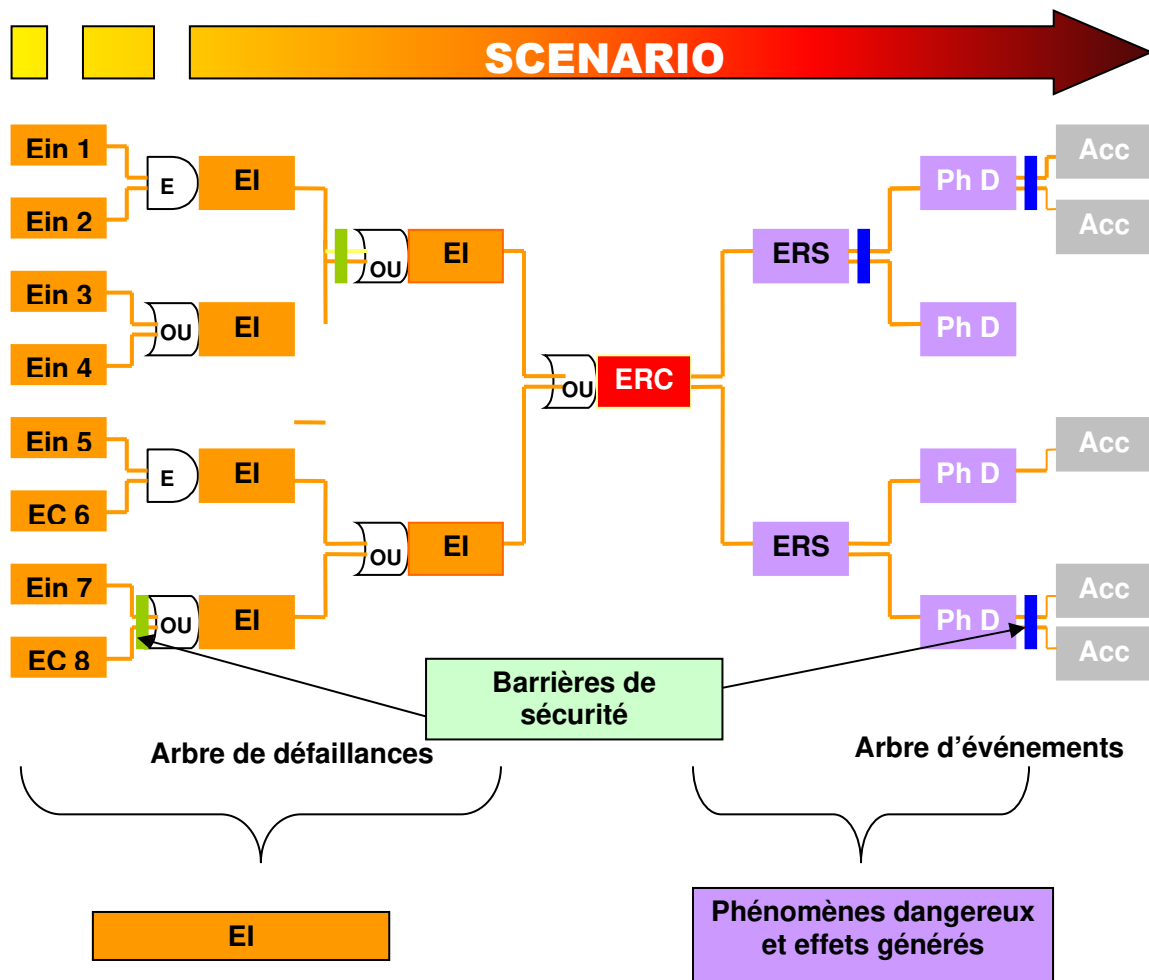 SCENARIO
Ein 1
Ein 2
E
EI
Ein 3
Ein 4
OU
EI
OU
EI
Ein 5
EC 6
E
EI
Ein 7
EC 8
OU
EI
OU
EI
OU
ERC
ERS
Ph D
Acc
Acc
Ph D
ERS
Ph D
Acc
Ph D
Acc
Acc
Barrières de
sécurité
Arbre de défaillances
Arbre d'événements
EI
Phénomènes dangereux
et effets générés